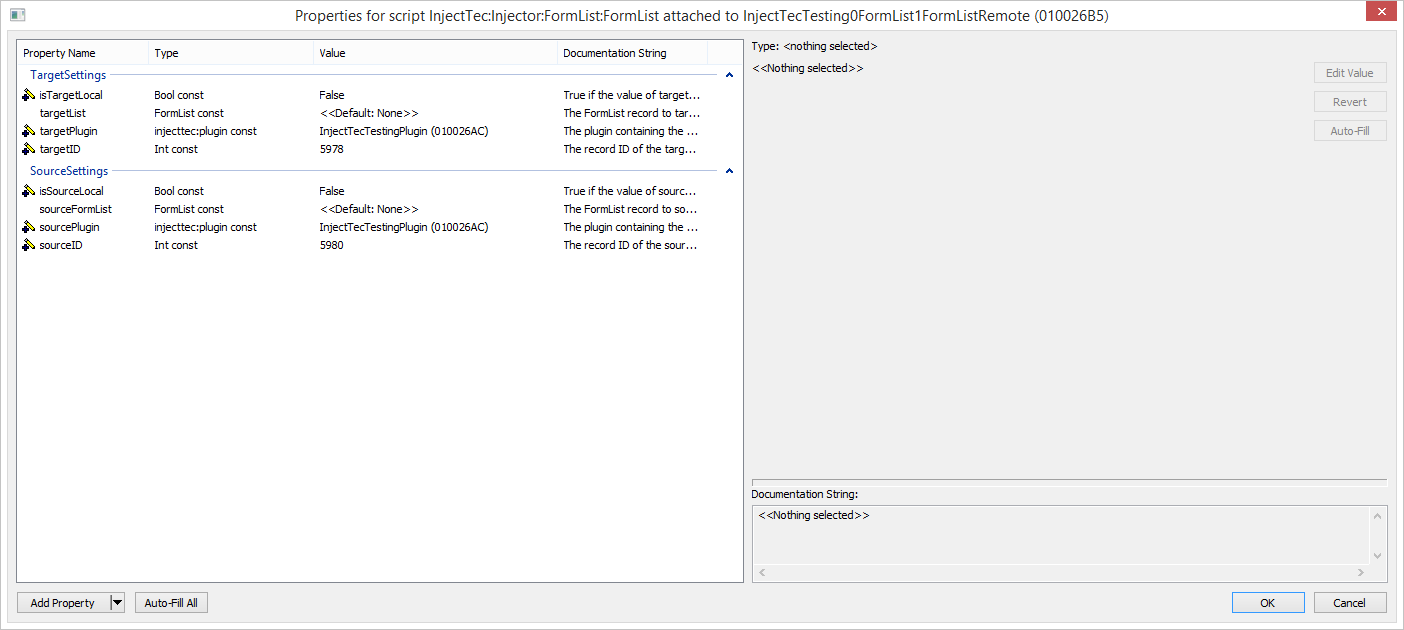 Properties for script InjectTec:Injector:FormList:FormList attached to InjectTecTesting0FormList1FormListRemote (010026B5)
Property Name Type Value Documentation String
TargetSettings
isTargetLocal Bool const False True if the value of target...
targetList FormList const <<Default: None>> The FormList record to tar...
targetPlugin injecttec:plugin const InjectTecTestingPlugin (010026AC) The plugin containing the ...
targetID Int const 5978 The record ID of the targ...
SourceSettings
isSourceLocal Bool const False True if the value of sourc...
sourceFormList FormList const <<Default: None>> The FormList record to so...
sourcePlugin injecttec:plugin const InjectTecTestingPlugin (010026AC) The plugin containing the ...
sourceID Int const 5980 The record ID of the sour...
Type: <nothing selected>
<<Nothing selected>>
Edit Value
Revert
Auto-Fill
Documentation String:
<<Nothing selected>>
Add Property Auto-Fill All OK Cancel